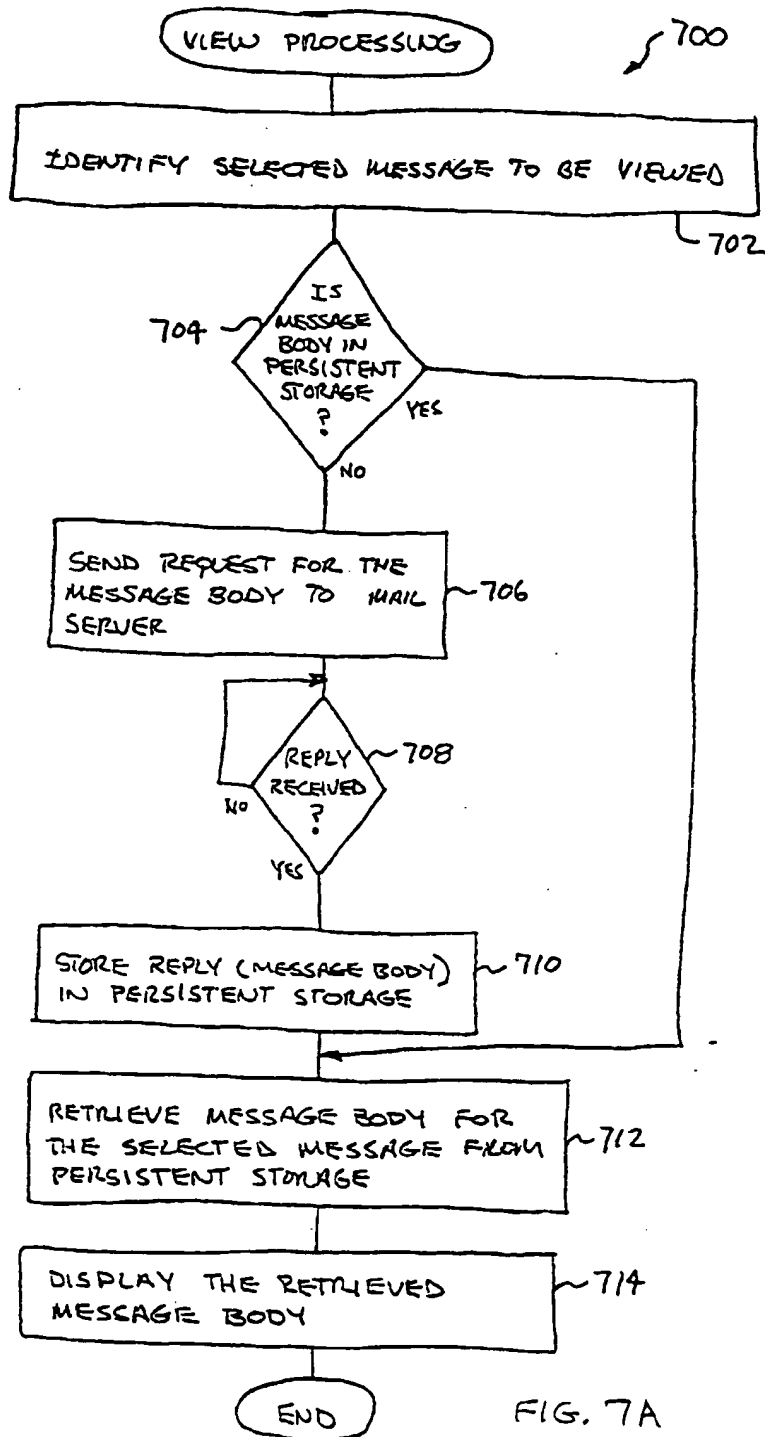 VIEW PROCESSING
700
IDENTIFY SELECTED MESSAGE TO BE VIEWED
702
704
IS
MESSAGE
BODY IN
PERSISTENT
STORAGE
?
YES
NO
SEND REQUEST FOR THE
MESSAGE BODY TO MAIL
SERVER
706
REPLY
RECEIVED
?
708
NO
YES
STORE REPLY (MESSAGE BODY)
IN PERSISTENT STORAGE
710
RETRIEVE MESSAGE BODY FOR
THE SELECTED MESSAGE FROM
PERSISTENT STORAGE
712
DISPLAY THE RETRIEVED
MESSAGE BODY
714
END
FIG. 7A